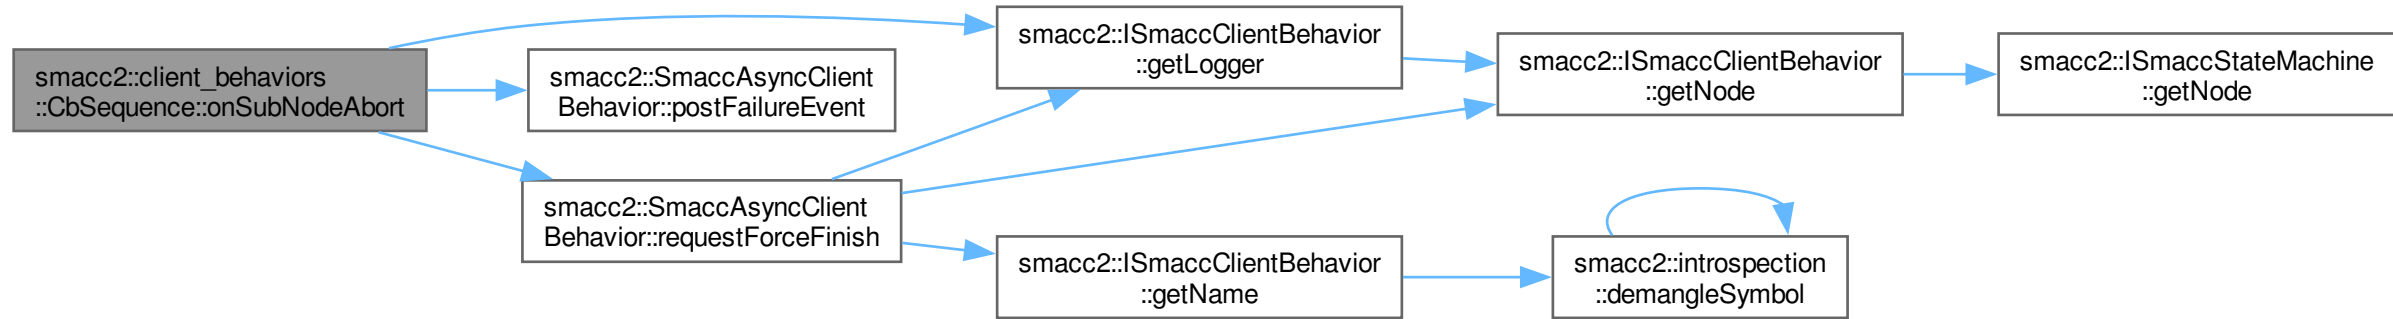 smacc2::client_behaviors
::CbSequence::onSubNodeAbort
smacc2::SmaccAsyncClient
Behavior::postFailureEvent
smacc2::SmaccAsyncClient
Behavior::requestForceFinish
smacc2::ISmaccClientBehavior
::getLogger
smacc2::ISmaccClientBehavior
::getName
smacc2::ISmaccClientBehavior
::getNode
smacc2::introspection
::demangleSymbol
smacc2::ISmaccStateMachine
::getNode